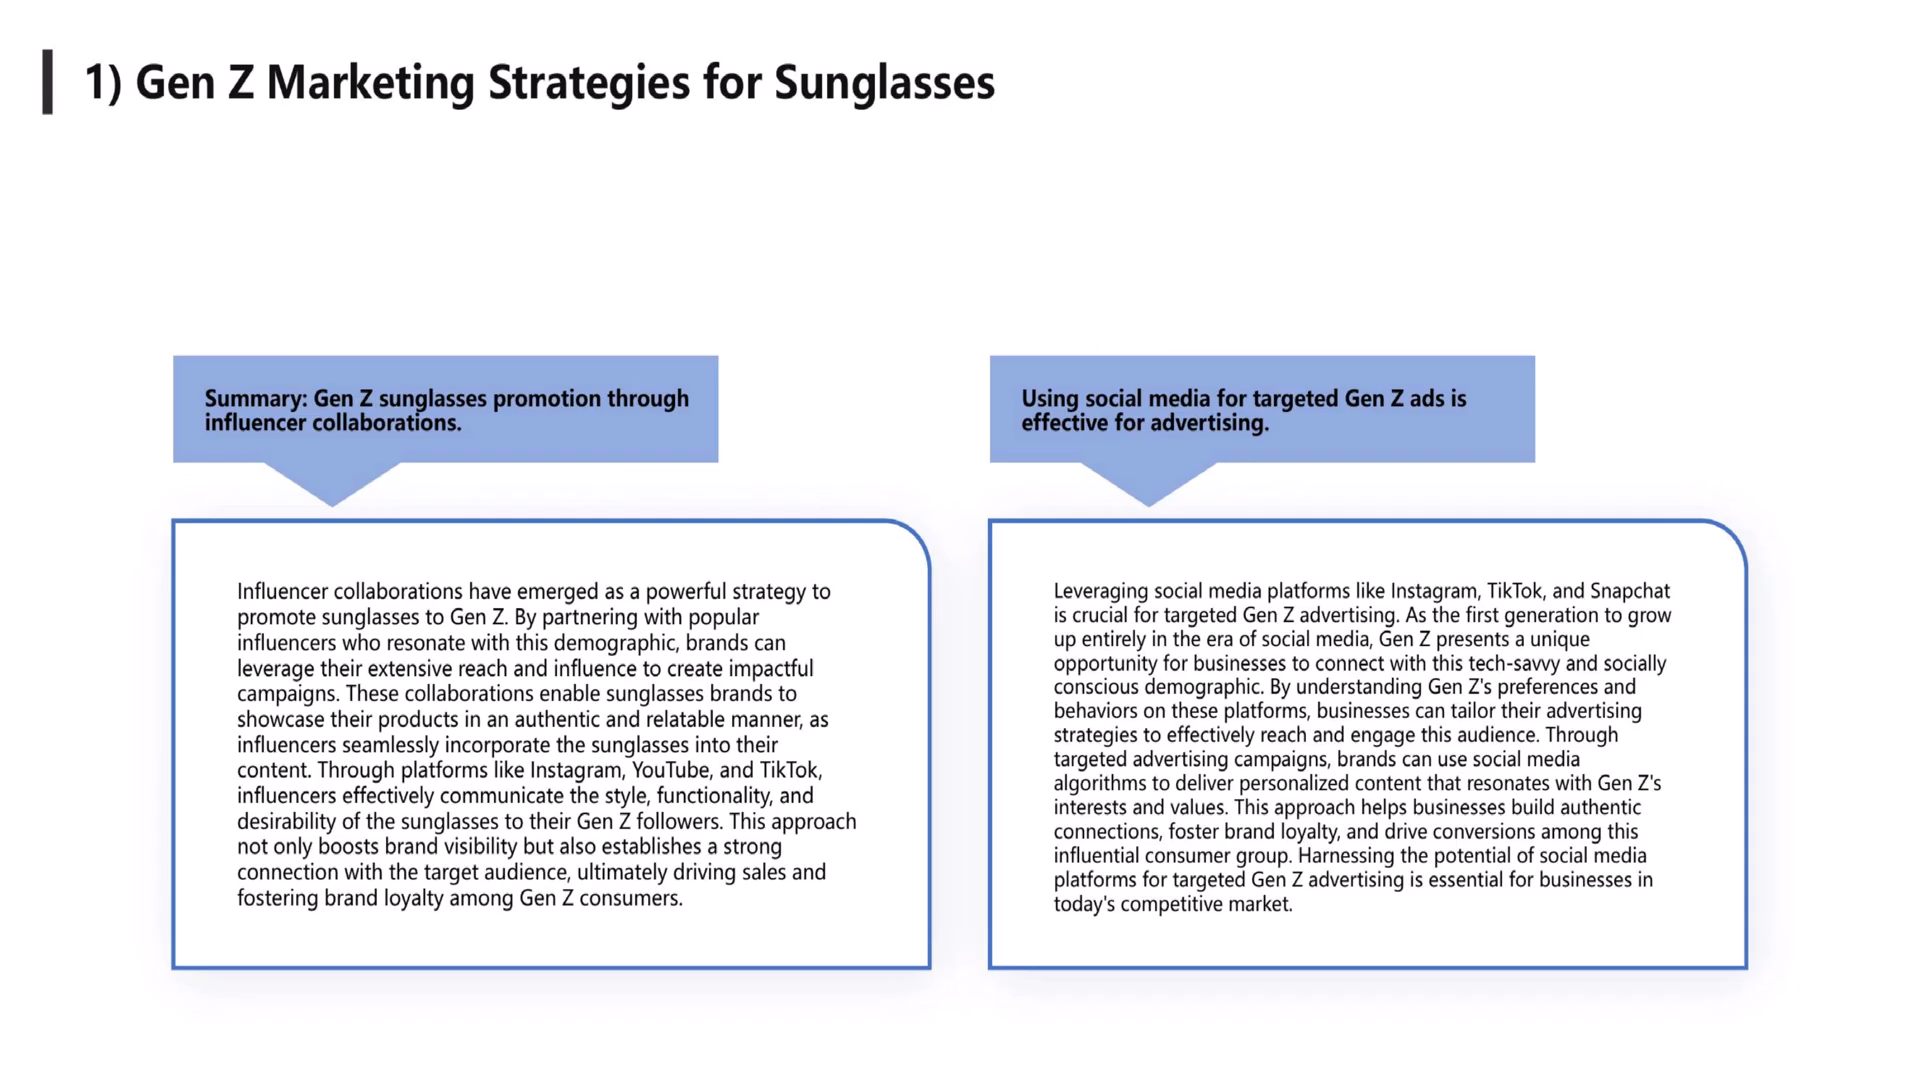 1) Gen Z Marketing Strategies for Sunglasses
Summary: Gen Z sunglasses promotion through
influencer collaborations.
Influencer collaborations have emerged as a powerful strategy to
promote sunglasses to Gen Z. By partnering with popular
influencers who resonate with this demographic, brands can
leverage their extensive reach and influence to create impactful
campaigns. These collaborations enable sunglasses brands to
showcase their products in an authentic and relatable manner, as
influencers seamlessly incorporate the sunglasses into their
content. Through platforms like Instagram, YouTube, and TikTok,
influencers effectively communicate the style, functionality, and
desirability of the sunglasses to their Gen Z followers. This approach
not only boosts brand visibility but also establishes a strong
connection with the target audience, ultimately driving sales and
fostering brand loyalty among Gen Z consumers.
Using social media for targeted Gen Z ads is
effective for advertising.
Leveraging social media platforms like Instagram, TikTok, and Snapchat
is crucial for targeted Gen Z advertising. As the first generation to grow
up entirely in the era of social media, Gen Z presents a unique
opportunity for businesses to connect with this tech-savvy and socially
conscious demographic. By understanding Gen Z's preferences and
behaviors on these platforms, businesses can tailor their advertising
strategies to effectively reach and engage this audience. Through
targeted advertising campaigns, brands can use social media
algorithms to deliver personalized content that resonates with Gen Z's
interests and values. This approach helps businesses build authentic
connections, foster brand loyalty, and drive conversions among this
influential consumer group. Harnessing the potential of social media
platforms for targeted Gen Z advertising is essential for businesses in
today's competitive market.